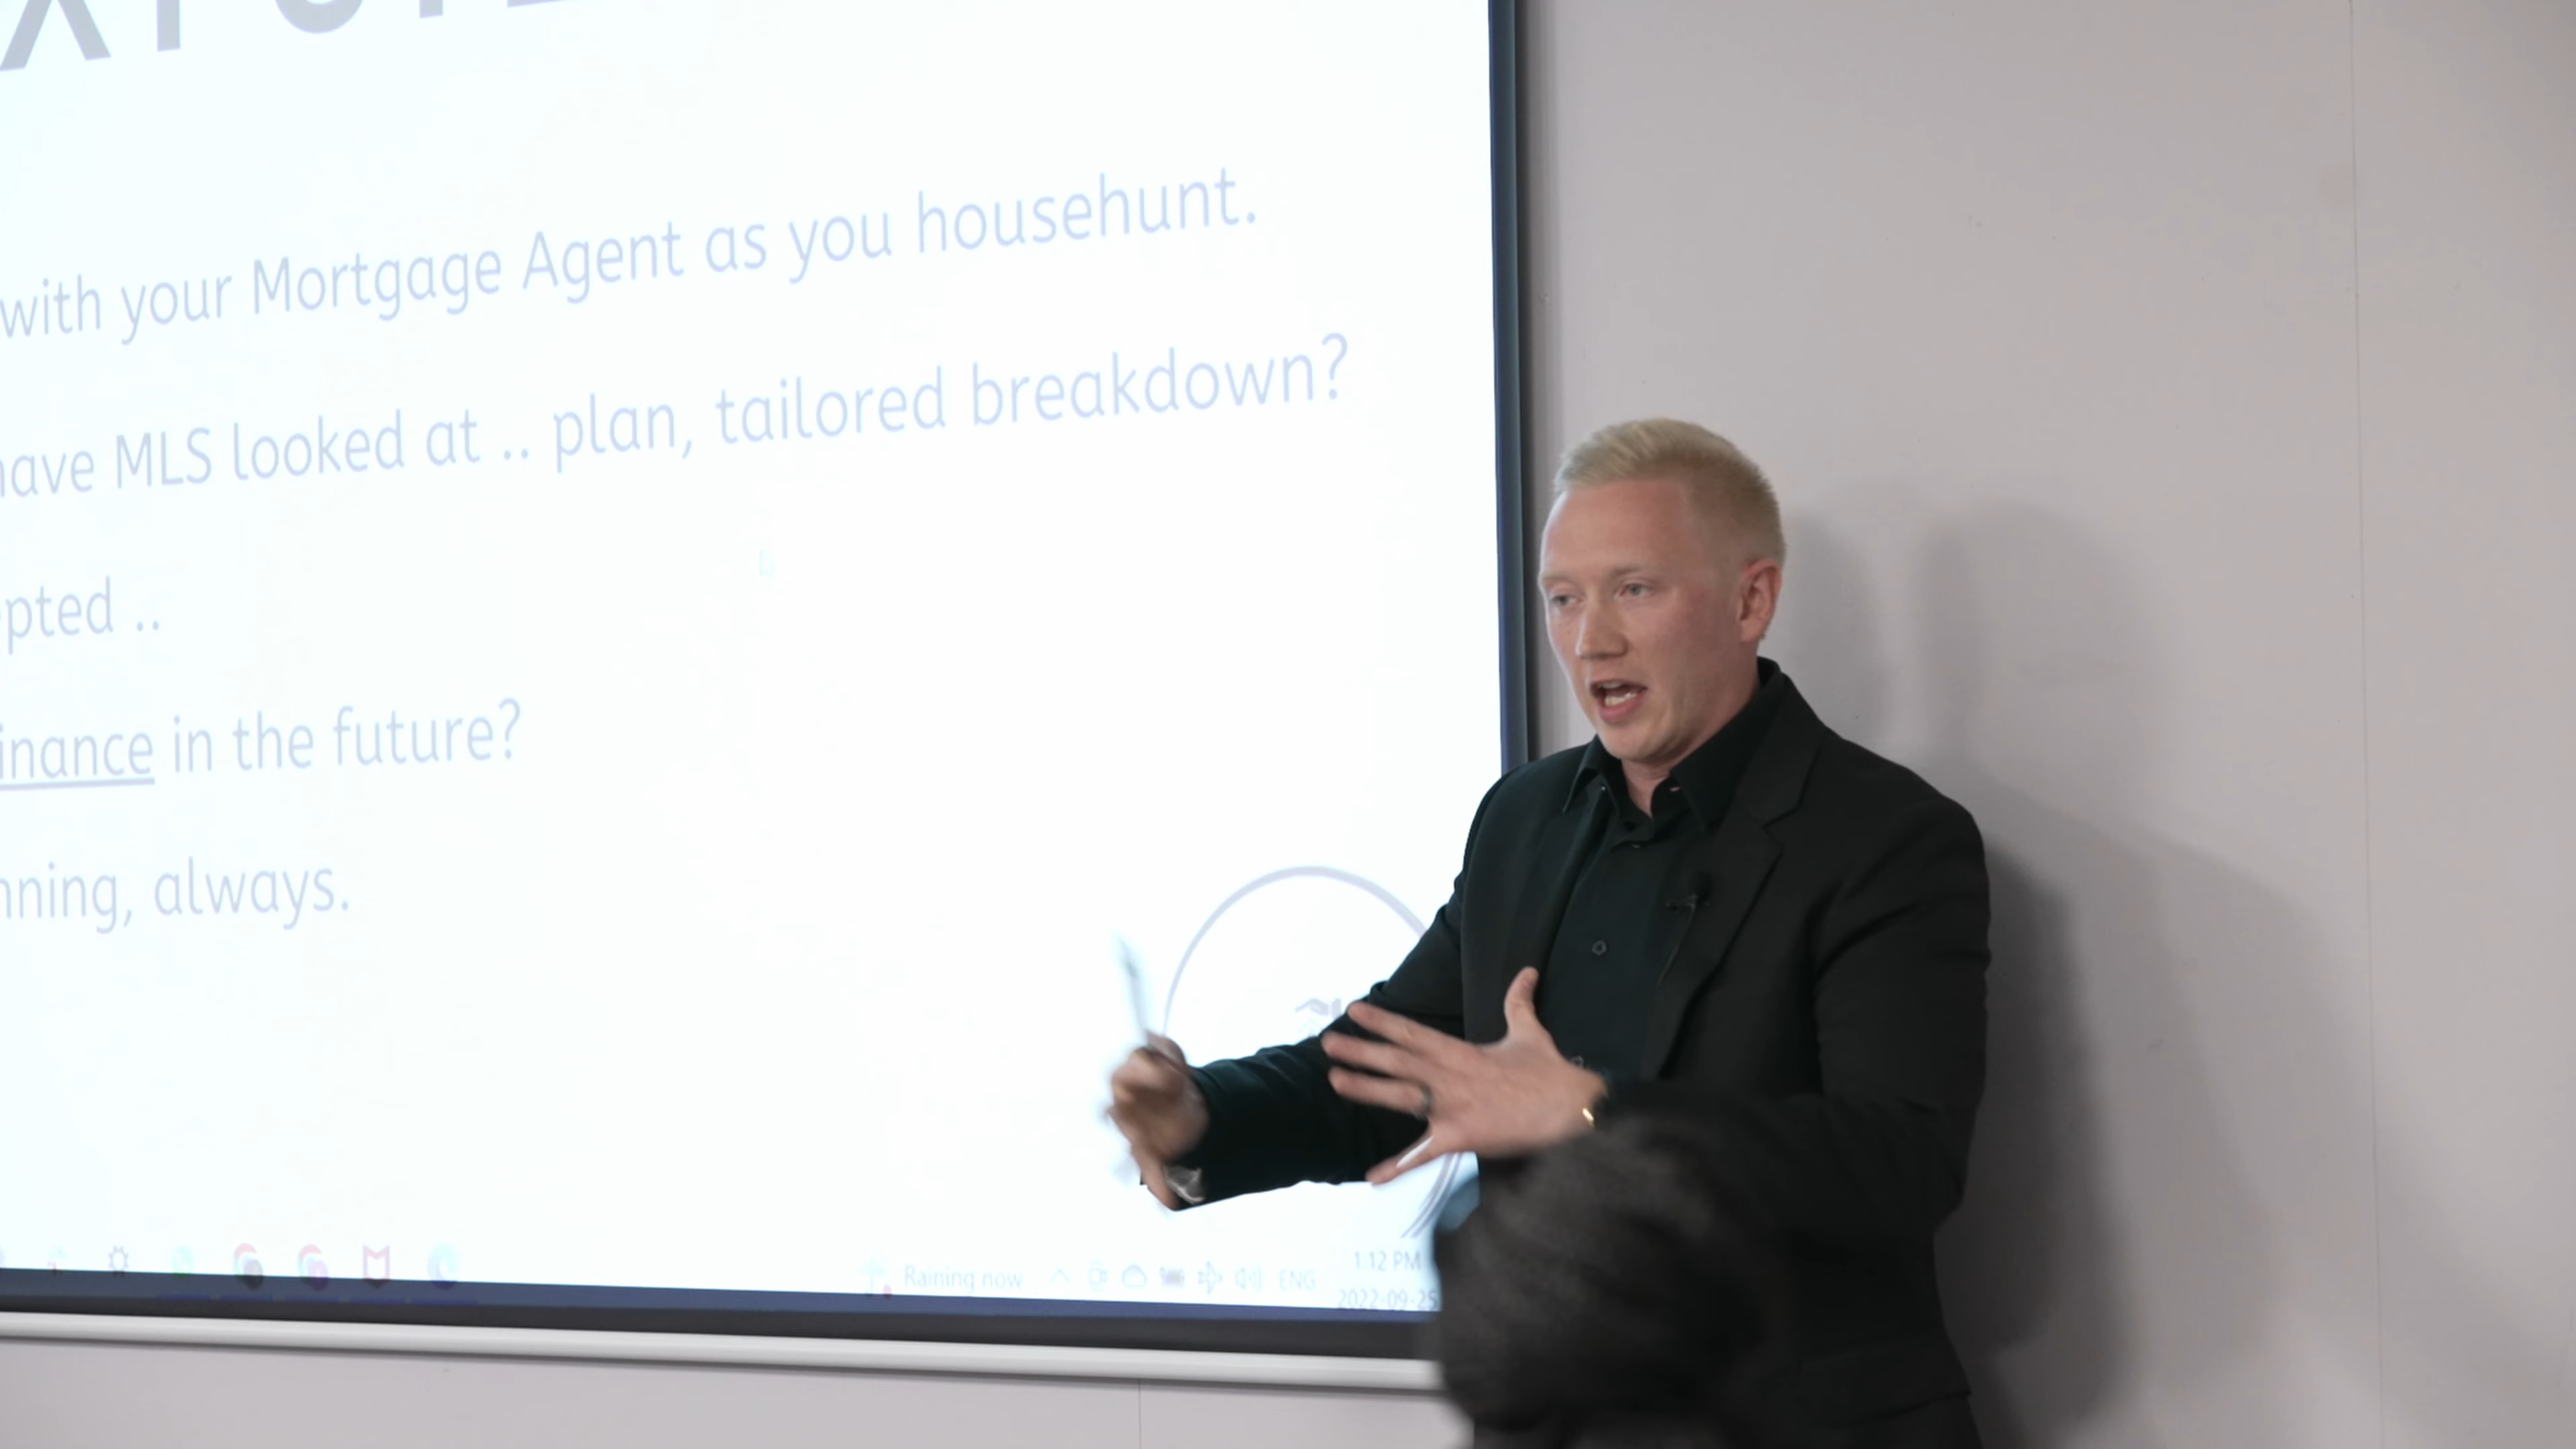 with your Mortgage Agent as you househunt.
have MLS looked at .. plan, tailored breakdown?
pted ..
inance in the future?
nning, always.
Raining now ENG 1:12 PM
2022-09-25